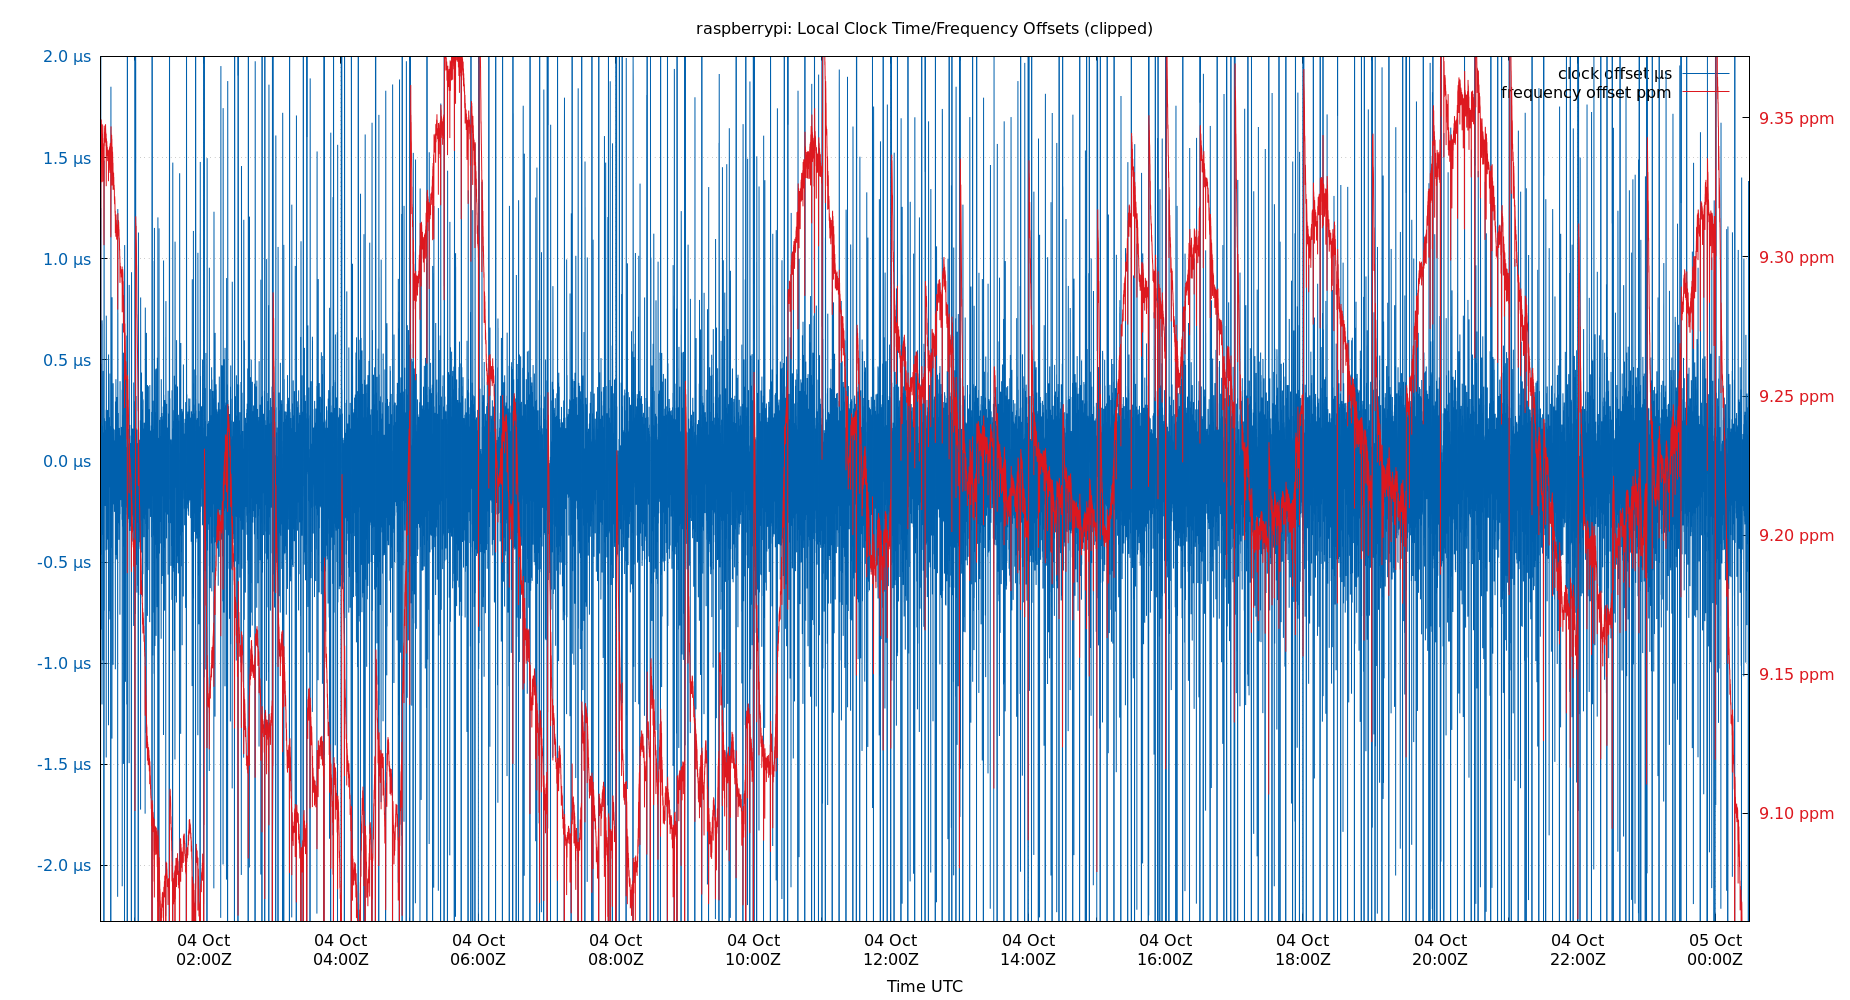 raspberrypi: Local Clock Time/Frequency Offsets (clipped)
2.0 µs
1.5 µs
1.0 µs
0.5 µs
0.0 µs
-0.5 µs
-1.0 µs
-1.5 µs
-2.0 µs
clock offset µs
frequency offset ppm
9.35 ppm
9.30 ppm
9.25 ppm
9.20 ppm
9.15 ppm
9.10 ppm
04 Oct 04 Oct 04 Oct 04 Oct 04 Oct 04 Oct 04 Oct 04 Oct 04 Oct 04 Oct 04 Oct 05 Oct
02:00Z 04:00Z 06:00Z 08:00Z 10:00Z 12:00Z 14:00Z 16:00Z 18:00Z 20:00Z 22:00Z 00:00Z
Time UTC